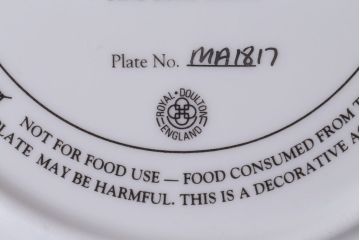 Plate No. MA1817
ROYAL DOULTON
ENGLAND
NOT FOR FOOD USE — FOOD CONSUMED FROM
PLATE MAY BE HARMFUL. THIS IS A DECORATIVE